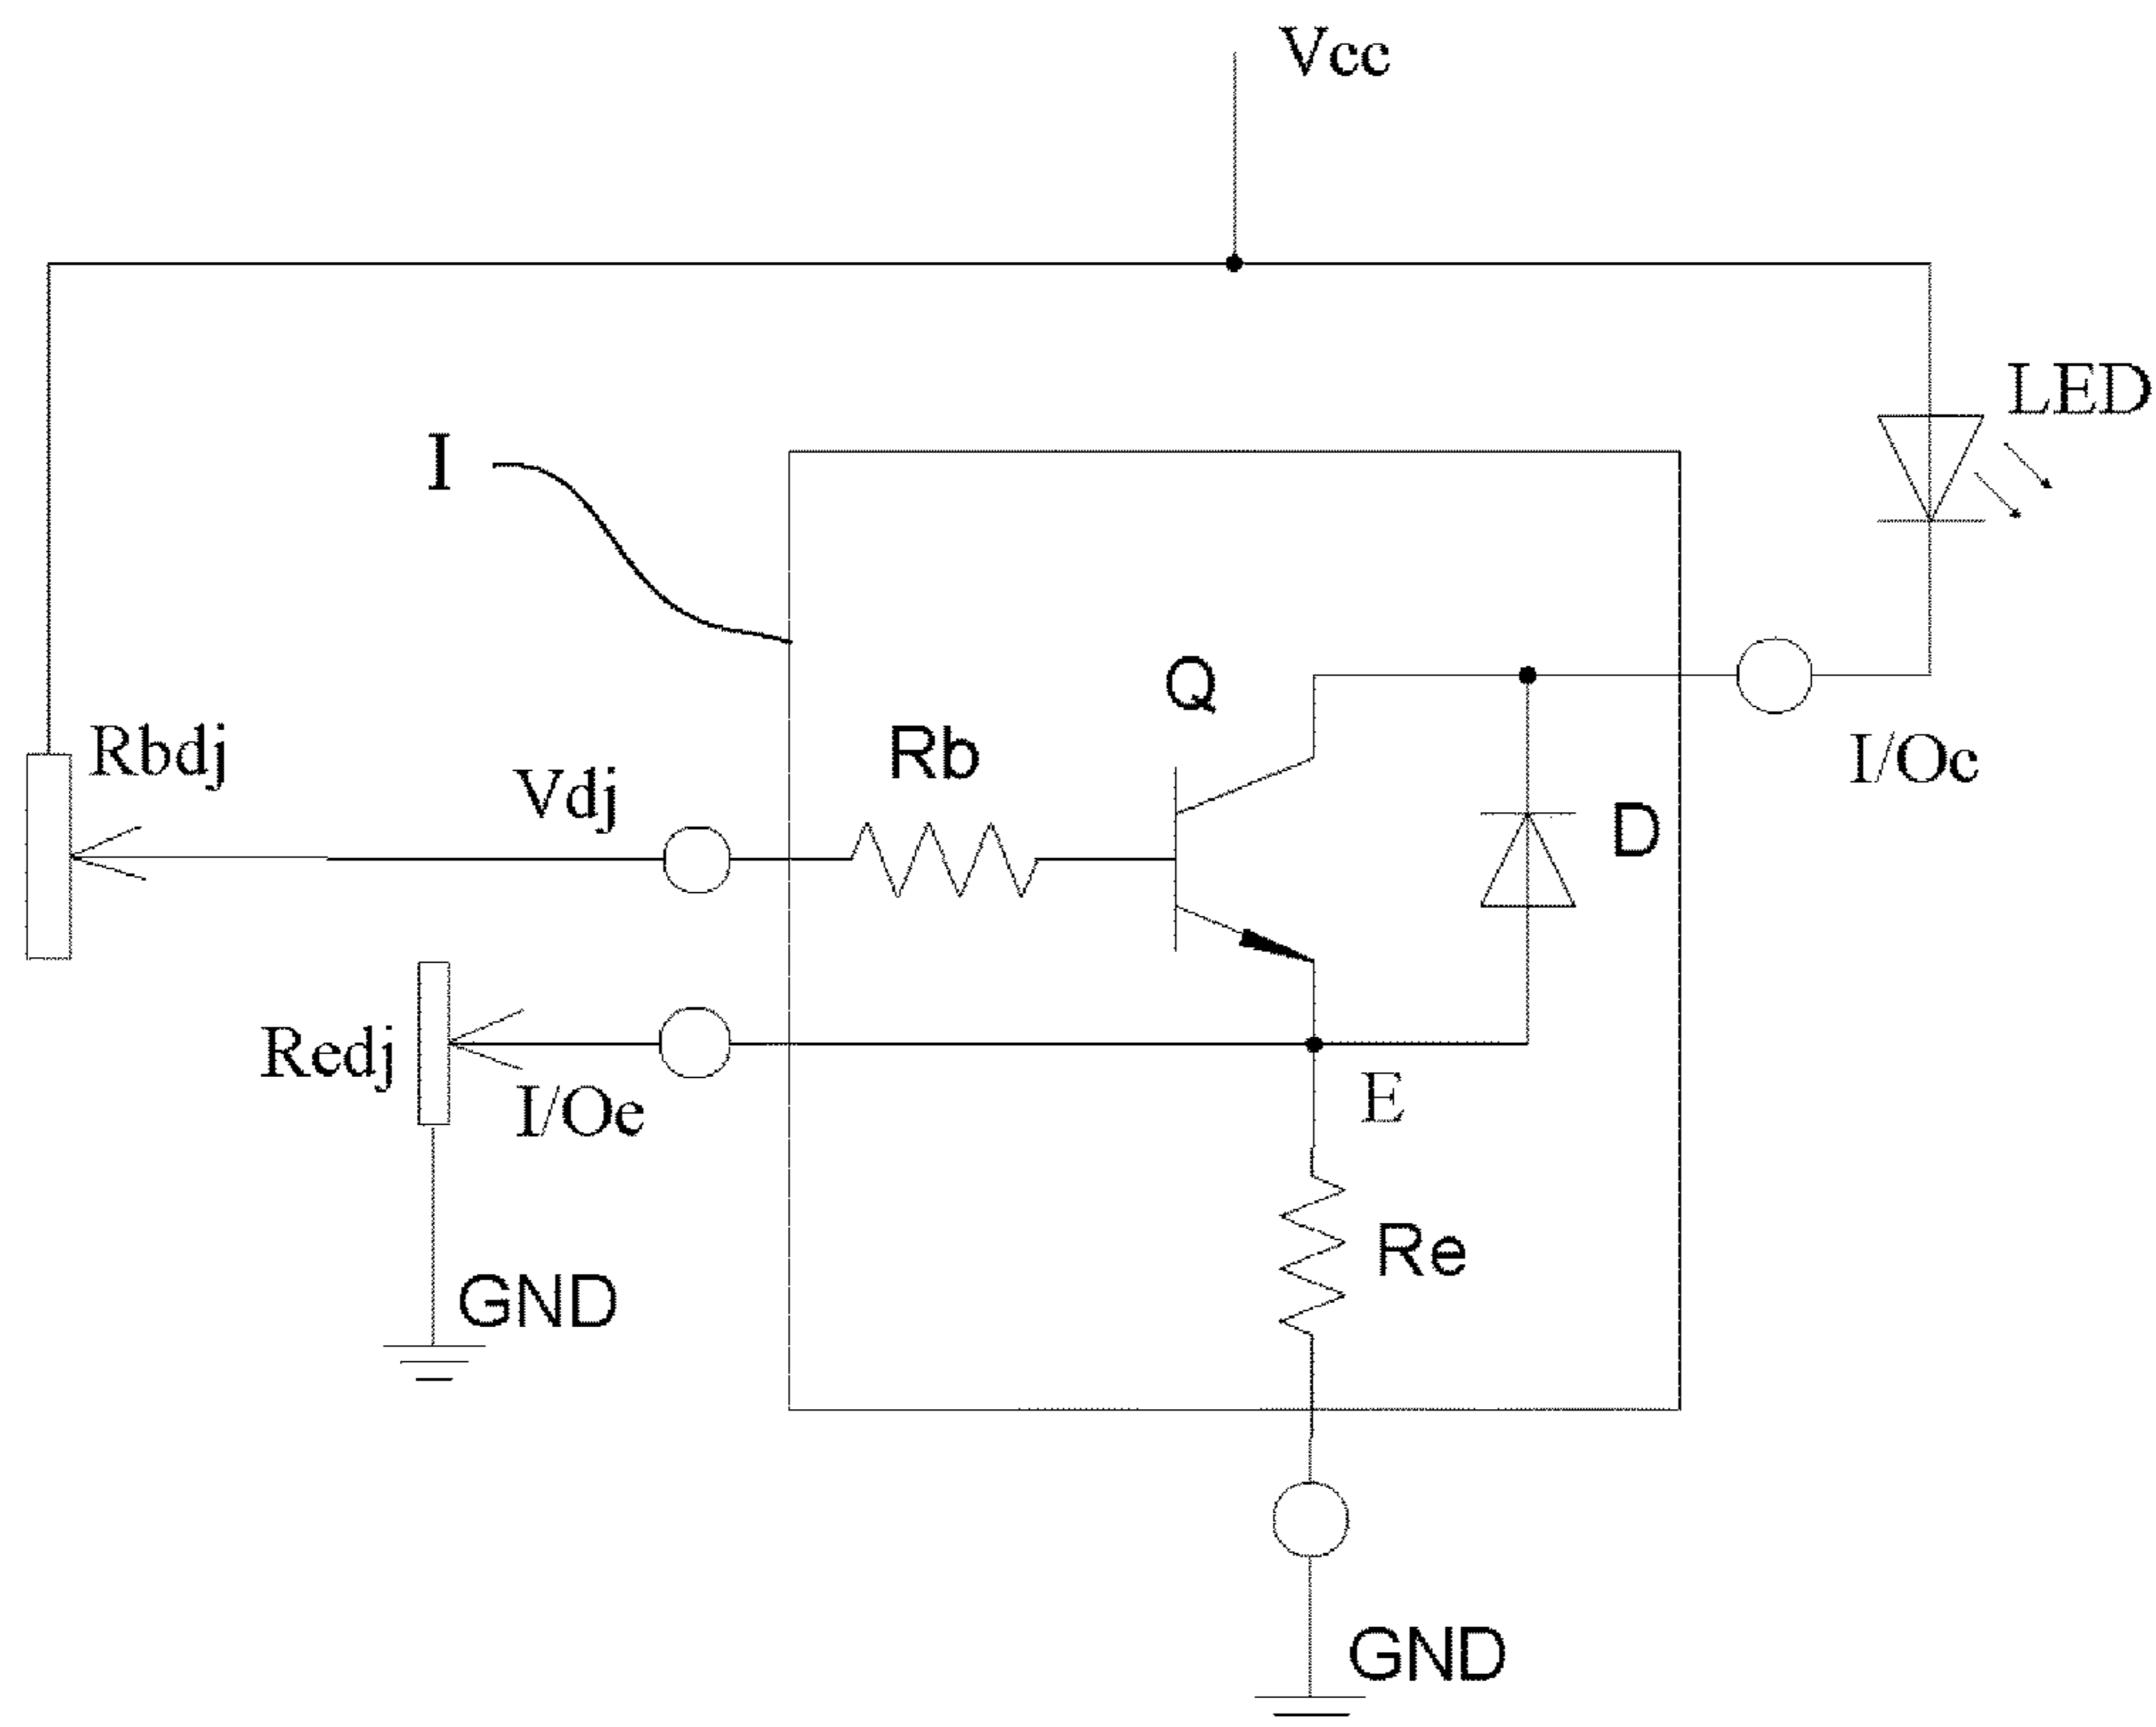 Vcc
LED
I
Q
Rbdj
Rb
Vdj
I/Oc
D
Redj
I/Oe
E
Re
GND
GND